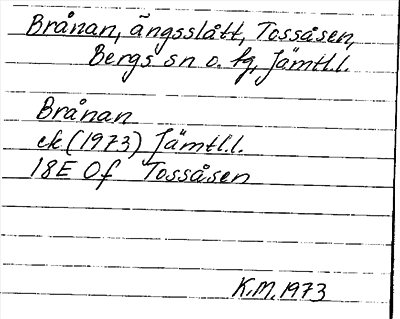 Brånan, ängsslått, Tossåsen,
Bergs sn o. tg, Jämtl.l.
Brånan
ek (1973) Jämtl.l.
18E 0f Tossåsen
K.M. 1973